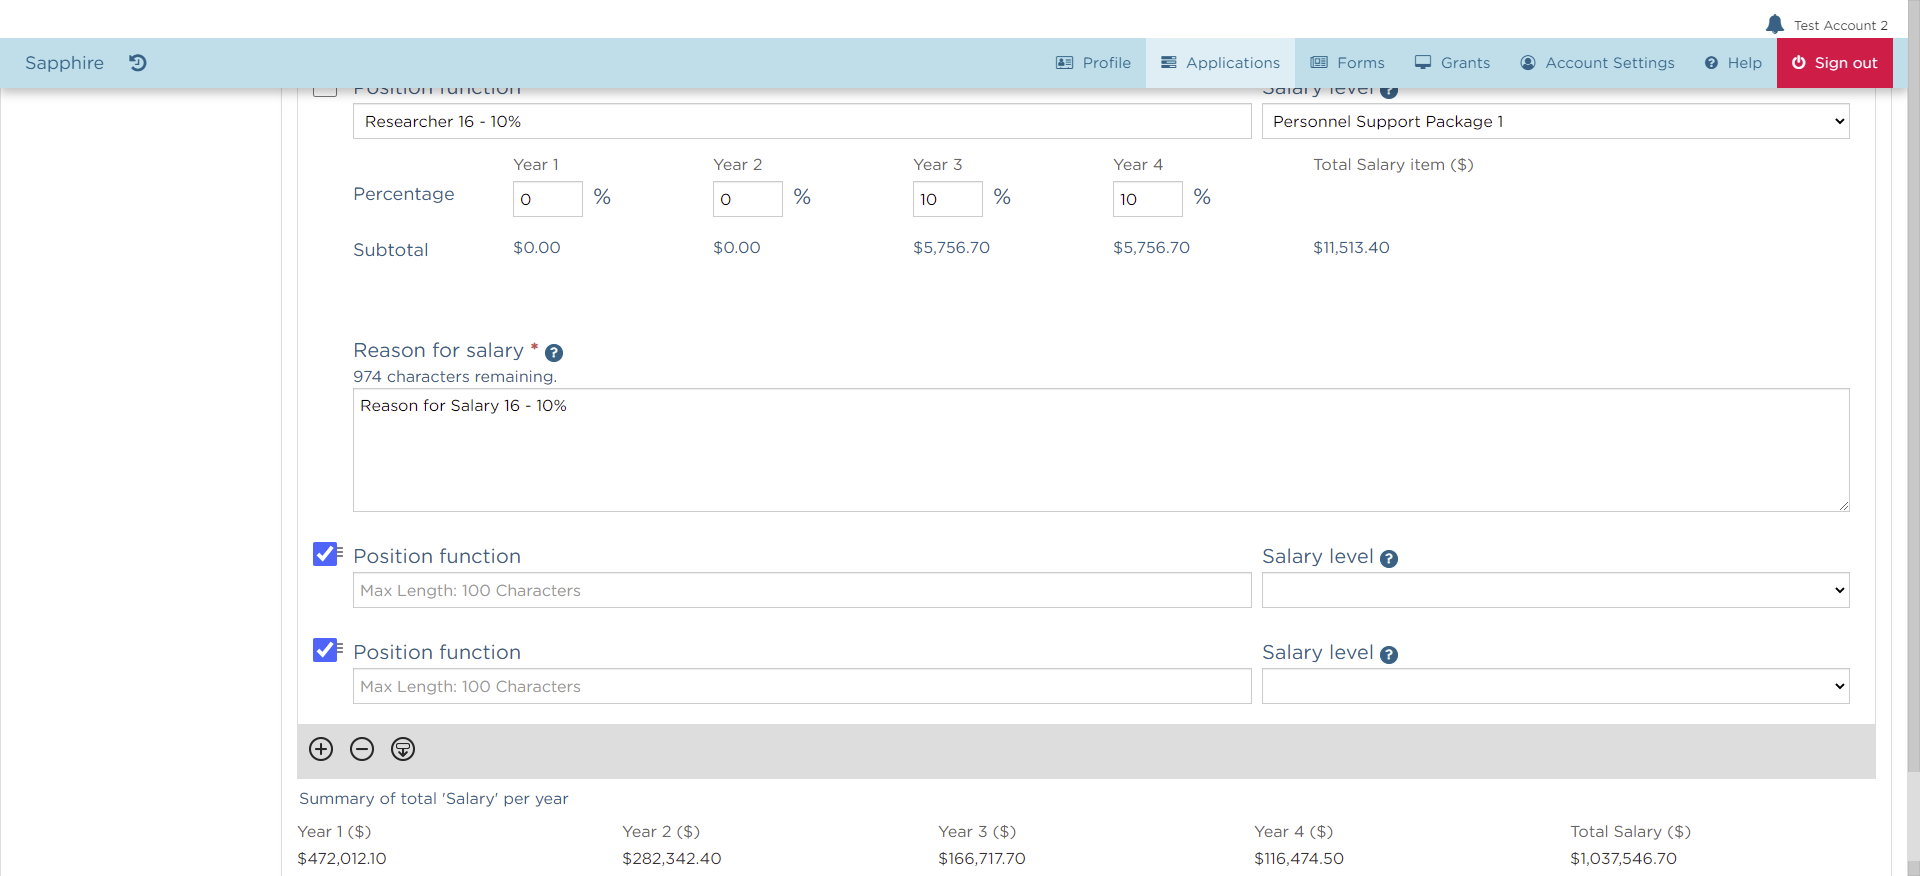 Test Account 2
Sapphire Profile Applications Forms Grants Account Settings Help Sign out
Position function Salary level
Researcher 16 - 10% Personnel Support Package 1
Year 1 Year 2 Year 3 Year 4 Total Salary item ($)
Percentage 0 % 0 % 10 % 10 %
Subtotal $0.00 $0.00 $5,756.70 $5,756.70 $11,513.40
Reason for salary *
974 characters remaining.
Reason for Salary 16 - 10%
Position function Salary level
Max Length: 100 Characters
Position function Salary level
Max Length: 100 Characters
Summary of total 'Salary' per year
Year 1 ($) Year 2 ($) Year 3 ($) Year 4 ($) Total Salary ($)
$472,012.10 $282,342.40 $166,717.70 $116,474.50 $1,037,546.70